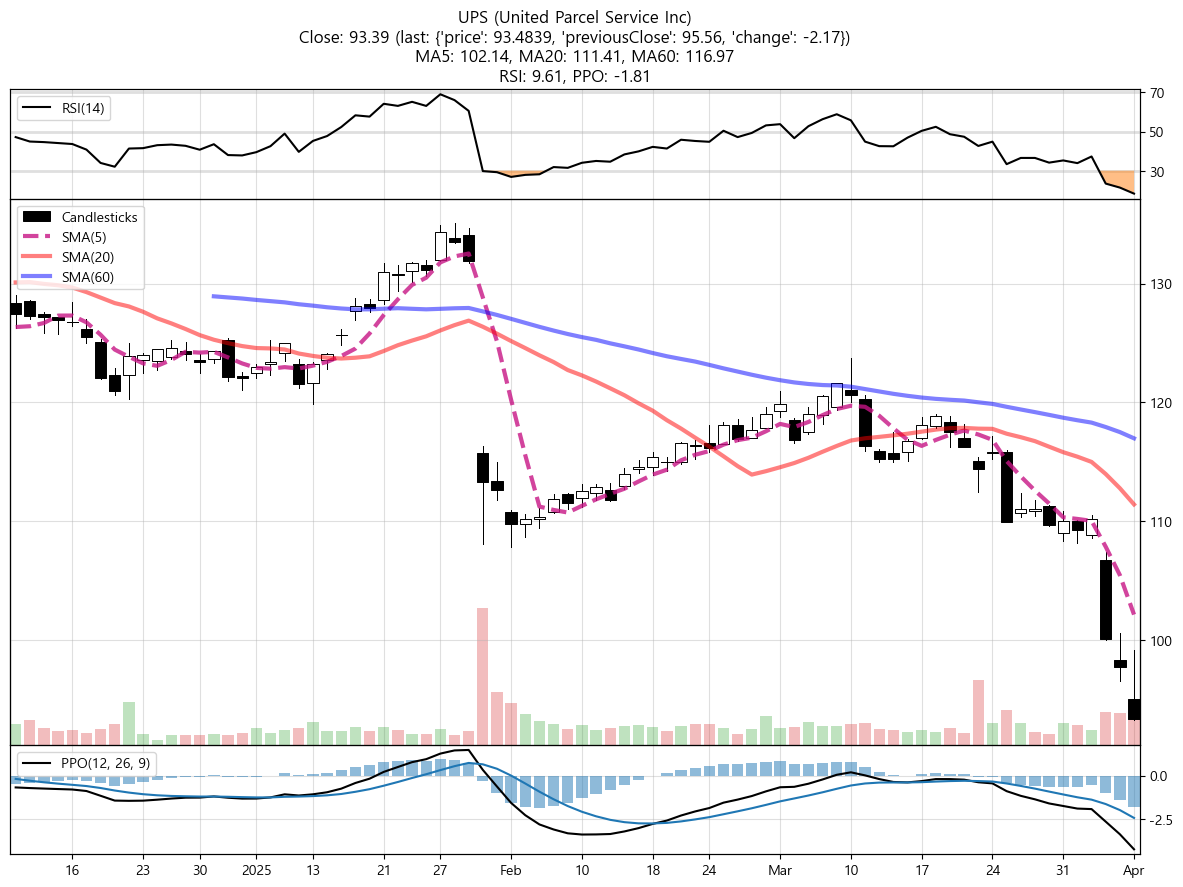 UPS (United Parcel Service Inc)
Close: 93.39 (last: {'price': 93.4839, 'previousClose': 95.56, 'change': -2.17})
MA5: 102.14, MA20: 111.41, MA60: 116.97
RSI: 9.61, PPO: -1.81
RSI(14)
70
50
30
Candlesticks
SMA(5)
SMA(20)
SMA(60)
130
120
110
100
PPO(12, 26, 9)
0.0
-2.5
16 23 30 2025 13 21 27 Feb 10 18 24 Mar 10 17 24 31 Apr